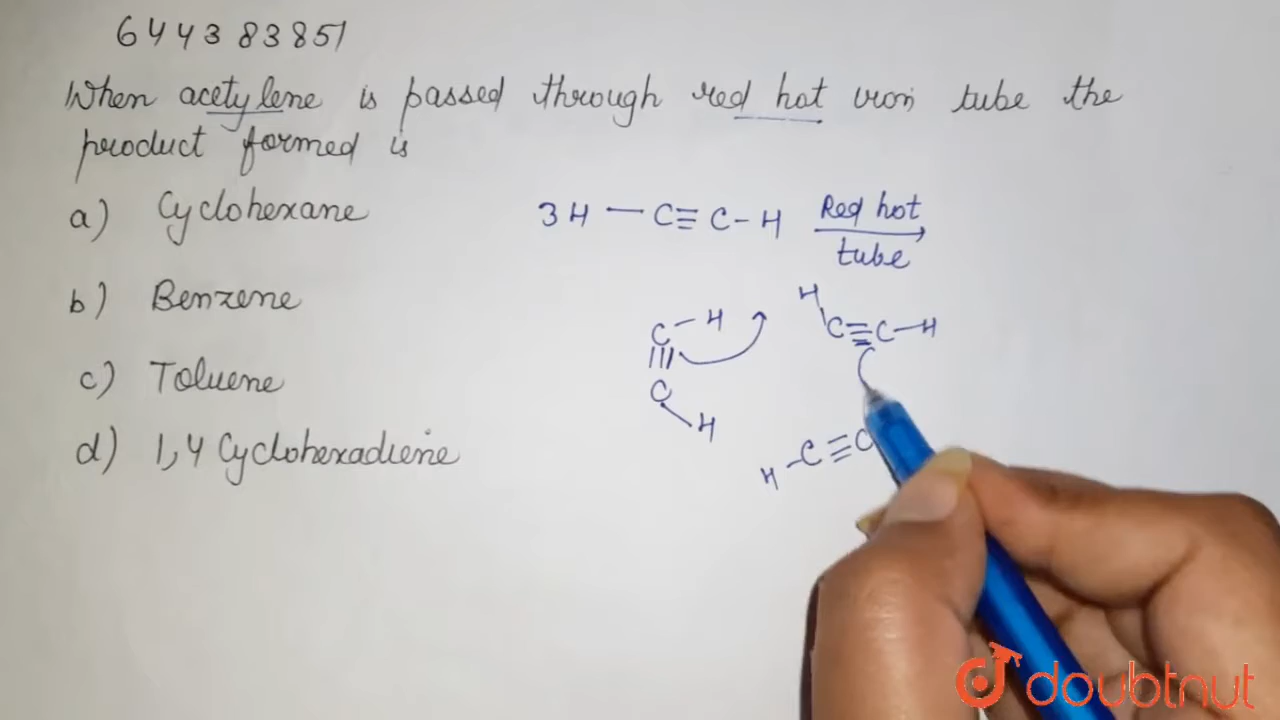 6443 83851
When acetylene is passed through red hot iron tube the
product formed is
a) Cyclohexane
b) Benzene
c) Toluene
d) 1,4 Cyclohexadiene
3 H — C ≡ C - H
Red hot
tube
C - H
|||
C
H
H
C ≡ C - H
H - C ≡ C
doubtnut